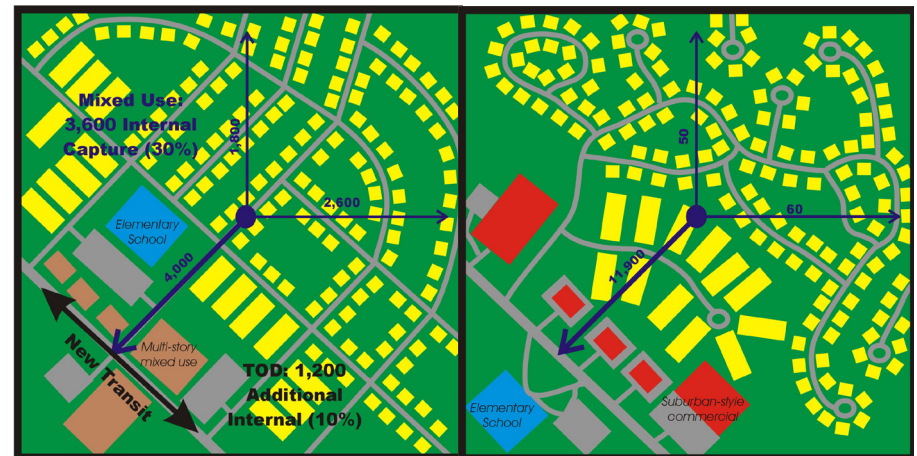 Mixed Use:
3,600 Internal
Capture (30%)
1,800
2,600
Elementary
School
4,000
New Transit
Multi-story
mixed use
TOD: 1,200
Additional
Internal (10%)
50
60
11,900
Elementary
School
Suburban-style
commercial